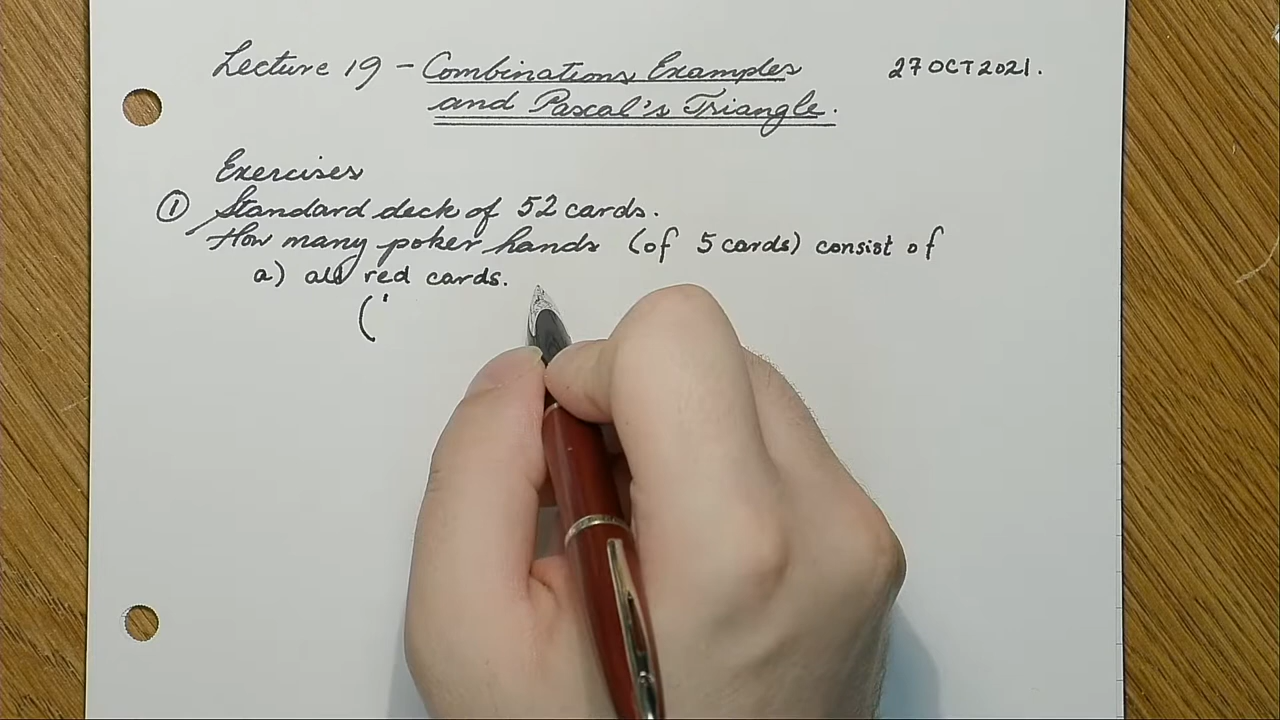 Lecture 19 - Combinations Examples 27 OCT 2021.
and Pascal's Triangle.
Exercises
① Standard deck of 52 cards.
How many poker hands (of 5 cards) consist of
a) all red cards.
(